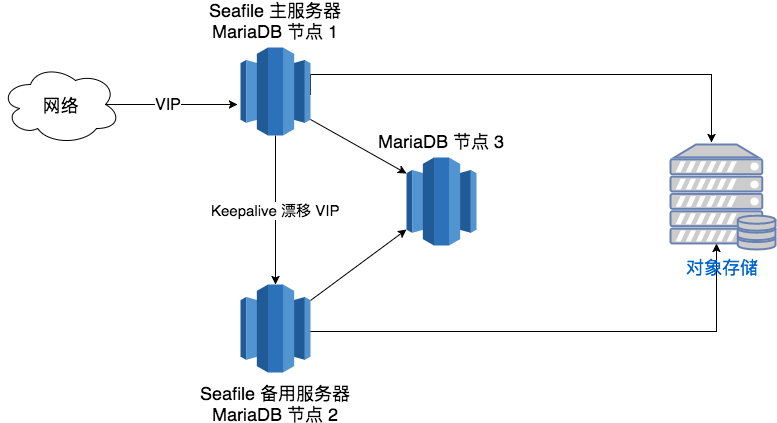 Seafile 主服务器
MariaDB 节点 1
网络
VIP
MariaDB 节点 3
Keepalive 漂移 VIP
对象存储
Seafile 备用服务器
MariaDB 节点 2